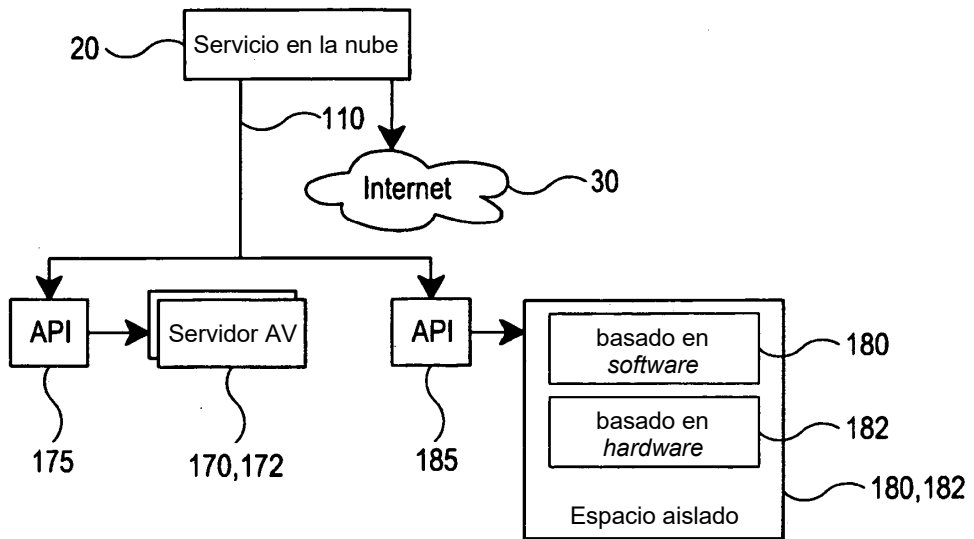 20
Servicio en la nube
110
Internet
30
API
Servidor AV
API
basado en
software
180
basado en
hardware
182
175
170,172
185
180,182
Espacio aislado